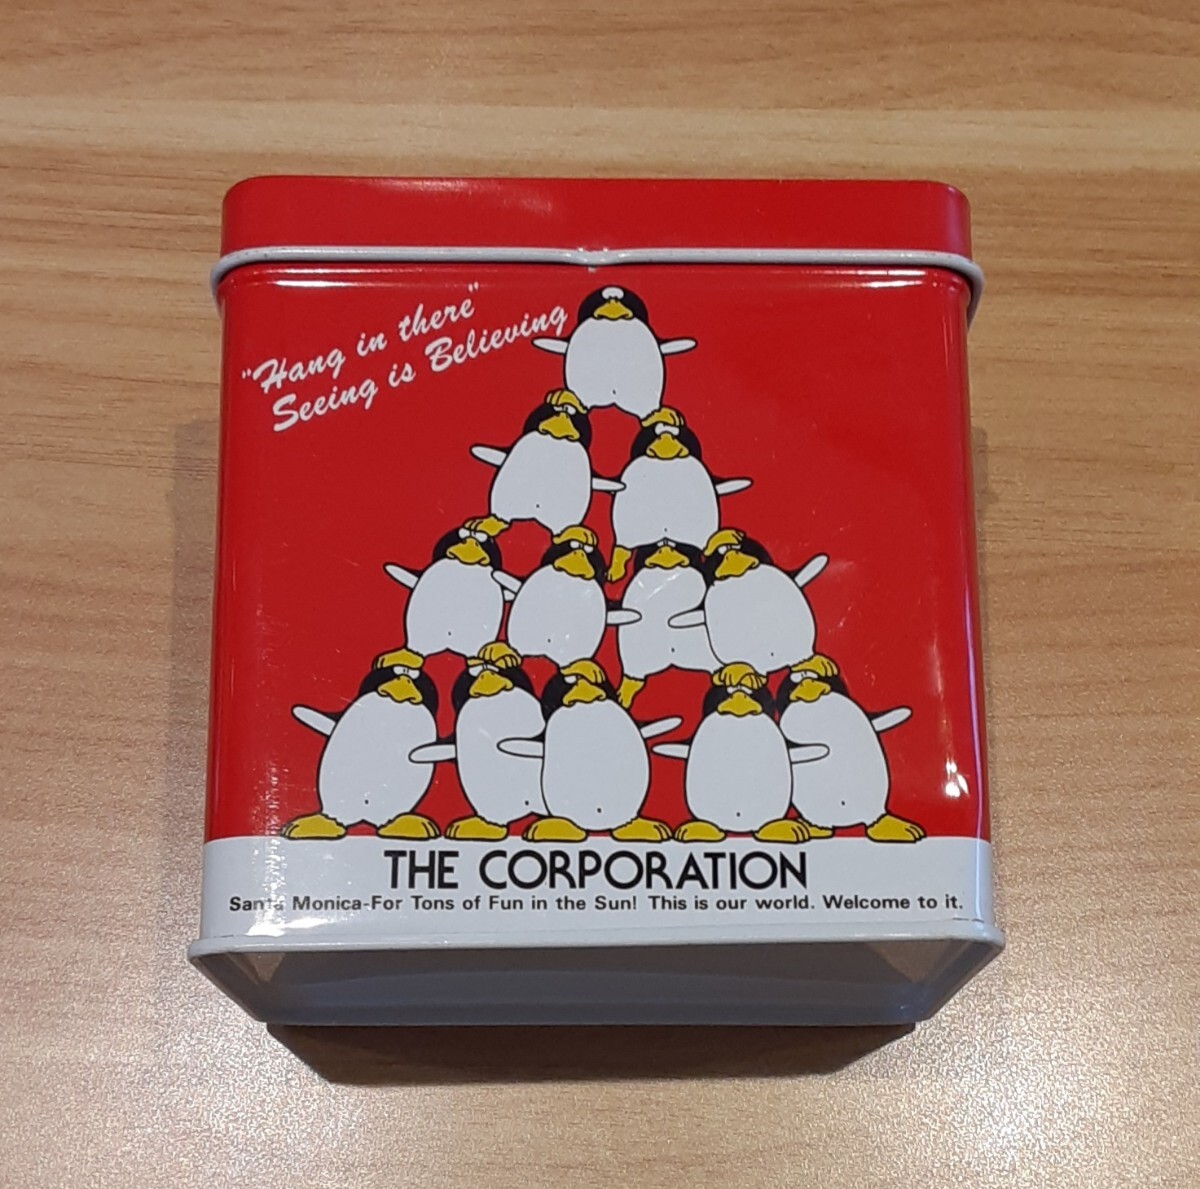 "Hang in there"
Seeing is Believing
THE CORPORATION
Santa Monica-For Tons of Fun in the Sun! This is our world. Welcome to it.